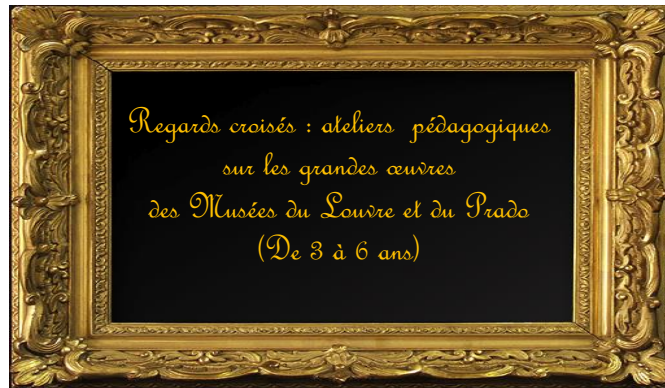 Regards croisés : ateliers pédagogiques
sur les grandes œuvres
des Musées du Louvre et du Prado
(De 3 à 6 ans)